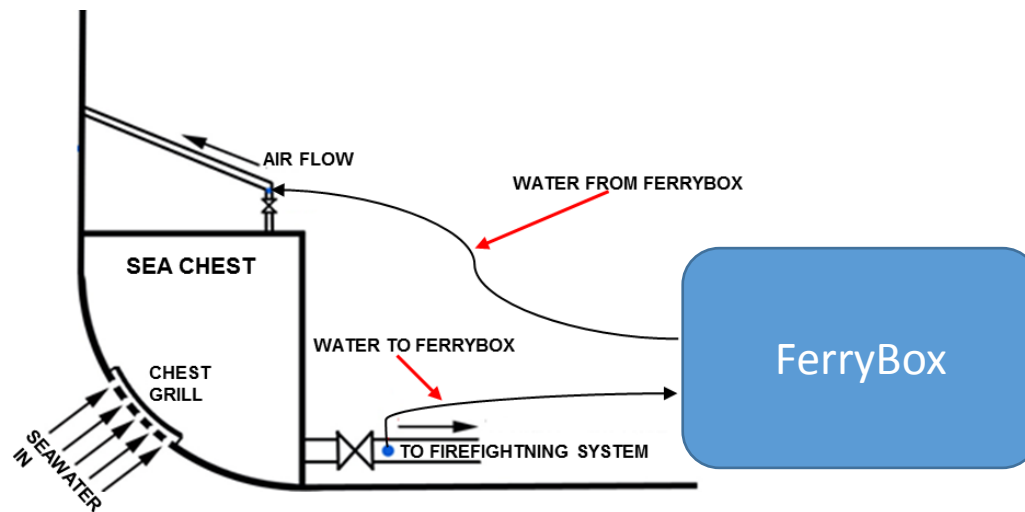 AIR FLOW
WATER FROM FERRYBOX
SEA CHEST
WATER TO FERRYBOX
FerryBox
CHEST
GRILL
SEAWATER
IN
TO FIREFIGHTNING SYSTEM